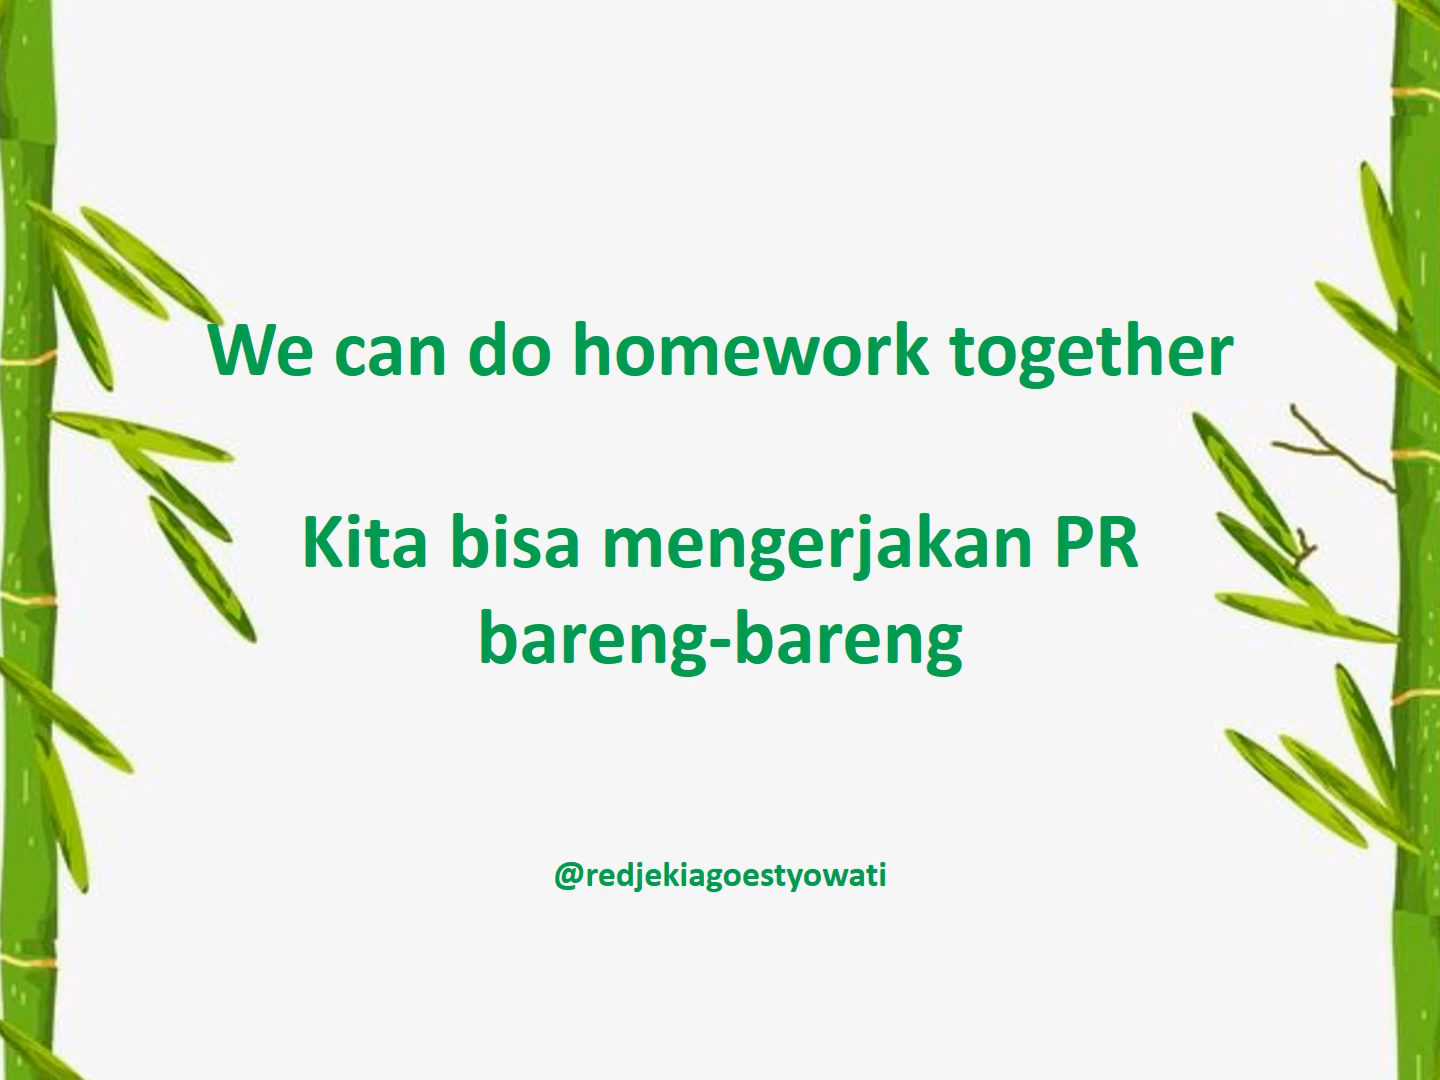 We can do homework together
Kita bisa mengerjakan PR
bareng-bareng
@redjekiagoestyowati